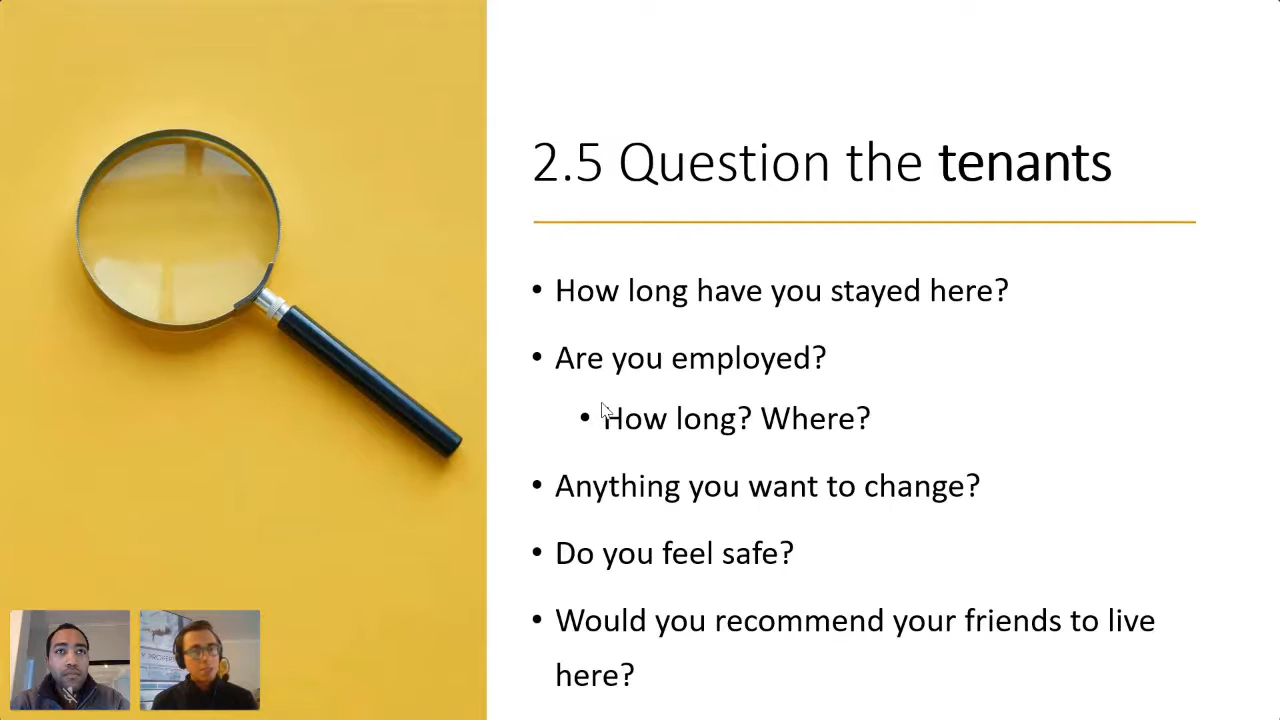 2.5 Question the tenants
• How long have you stayed here?
• Are you employed?
• How long? Where?
• Anything you want to change?
• Do you feel safe?
• Would you recommend your friends to live
here?